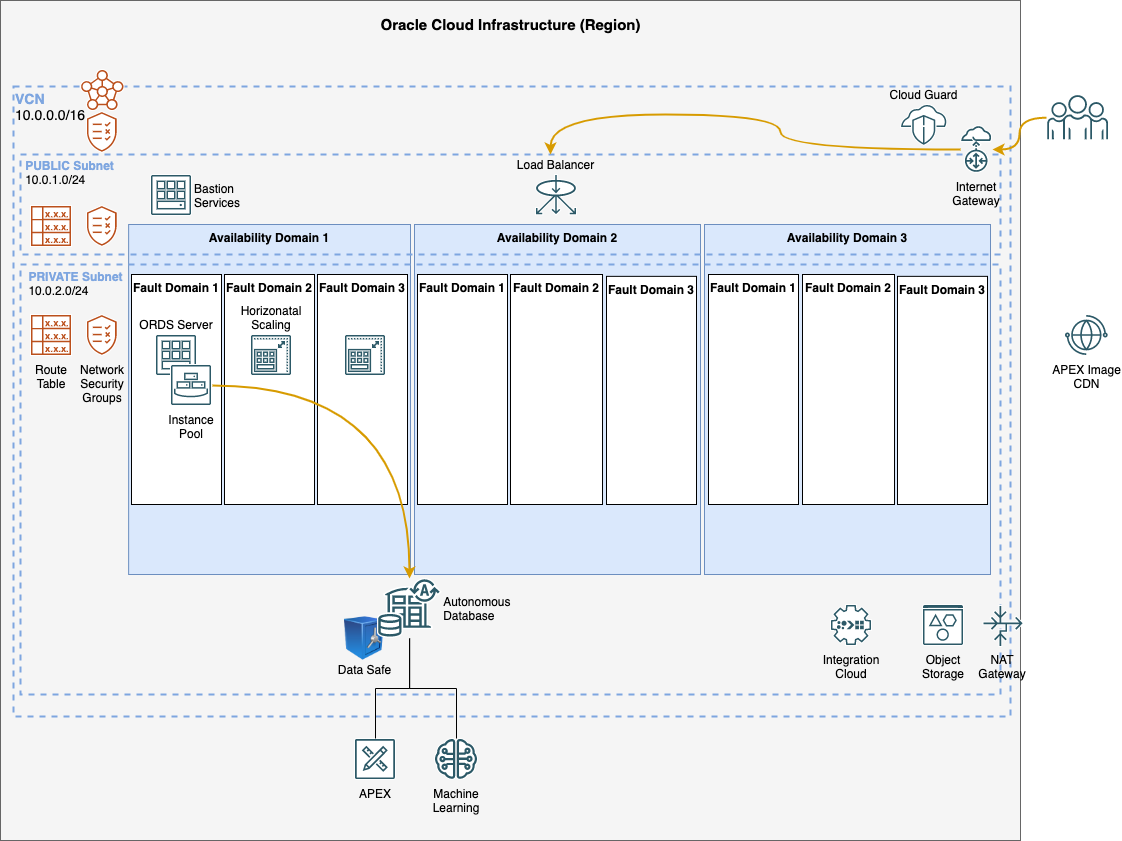 Oracle Cloud Infrastructure (Region)
VCN
10.0.0.0/16
Cloud Guard
PUBLIC Subnet
10.0.1.0/24
Bastion
Services
Load Balancer
Internet
Gateway
x.x.x.
x.x.x.
x.x.x.
Availability Domain 1
Availability Domain 2
Availability Domain 3
PRIVATE Subnet
10.0.2.0/24
Fault Domain 1
Fault Domain 2
Fault Domain 3
Fault Domain 1
Fault Domain 2
Fault Domain 3
Fault Domain 1
Fault Domain 2
Fault Domain 3
x.x.x.
x.x.x.
x.x.x.
Route
Table
Network
Security
Groups
ORDS Server
Horizonatal
Scaling
Instance
Pool
APEX Image
CDN
A
Autonomous
Database
Data Safe
Integration
Cloud
Object
Storage
NAT
Gateway
APEX
Machine
Learning